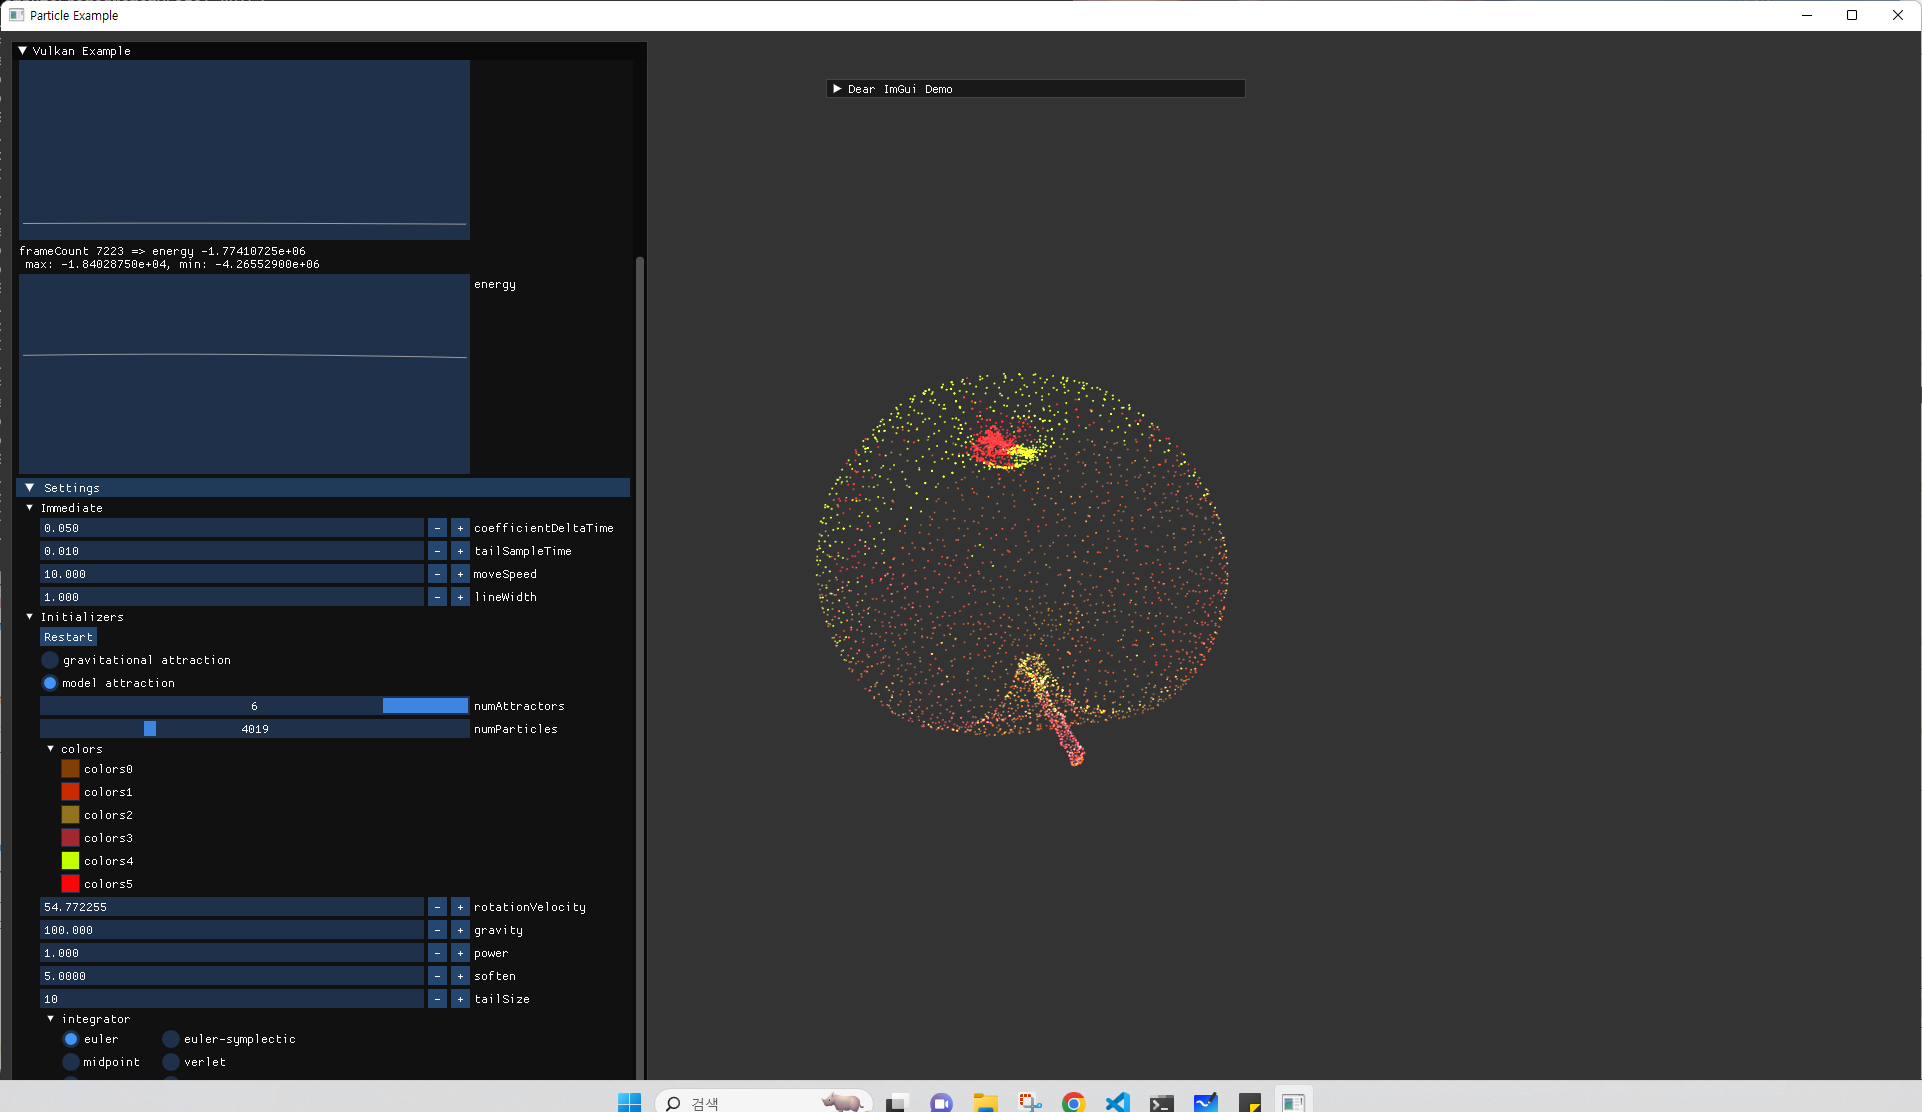 Particle Example
Vulkan Example
Dear ImGui Demo
frameCount 7223 => energy -1.77410725e+06
max: -1.84028750e+04, min: -4.26552900e+06
energy
Settings
Immediate
0.050 - + coefficientDeltaTime
0.010 - + tailSampleTime
10.000 - + moveSpeed
1.000 - + lineWidth
Initializers
Restart
gravitational attraction
model attraction
6 numAttractors
4019 numParticles
colors
colors0
colors1
colors2
colors3
colors4
colors5
54.772255 - + rotationVelocity
100.000 - + gravity
1.000 - + power
5.0000 - + soften
10 - + tailSize
integrator
euler euler-symplectic
midpoint verlet
검색